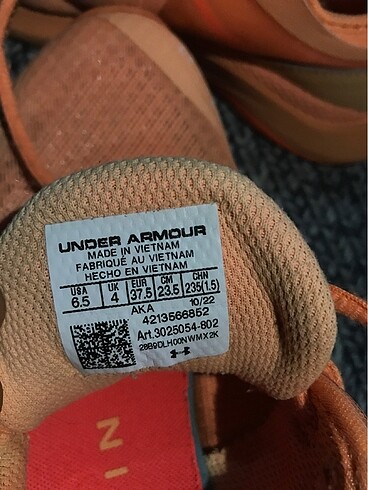 UNDER ARMOUR
MADE IN VIETNAM
FABRIQUÉ AU VIETNAM
HECHO EN VIETNAM
USA UK EUR CM CHN
6.5 4 37.5 23.5 235(1.5)
AKA 10/22
4213566852
Art.3025054-802
28B9DLH00NWMX2K
N